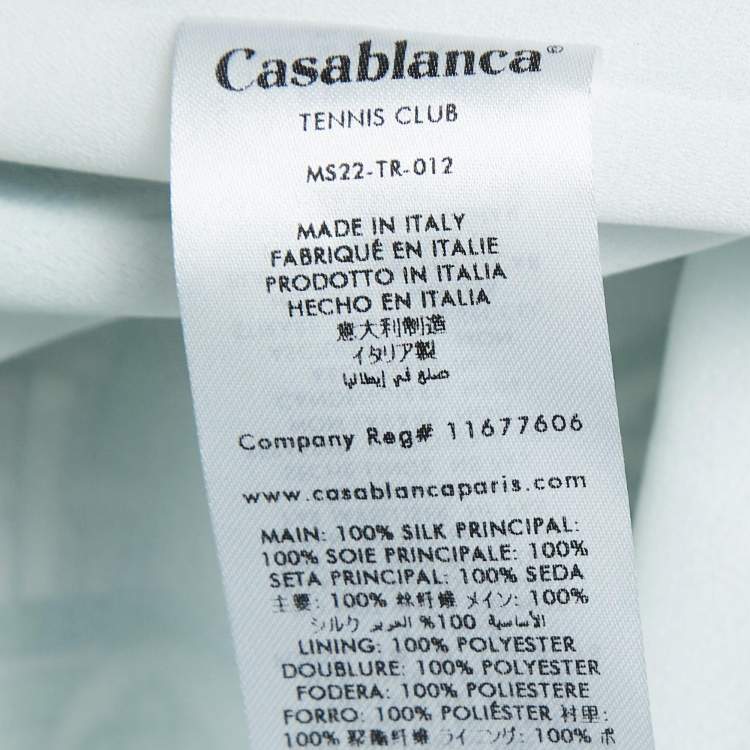 Casablanca®
TENNIS CLUB
MS22-TR-012
MADE IN ITALY
FABRIQUÉ EN ITALIE
PRODOTTO IN ITALIA
HECHO EN ITALIA
意大利制造
イタリア製
صنع في إيطاليا
Company Reg# 11677606
www.casablancaparis.com
MAIN: 100% SILK PRINCIPAL:
100% SOIE PRINCIPALE: 100%
SETA PRINCIPAL: 100% SEDA
主要: 100% 丝纤维 メイン: 100%
シルク الأساسية 100% الحرير
LINING: 100% POLYESTER
DOUBLURE: 100% POLYESTER
FODERA: 100% POLIESTERE
FORRO: 100% POLIÉSTER 衬里:
100% 聚酯纤维 ライニング: 100% ポ